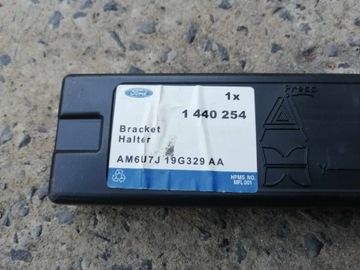 Ford
1x
1 440 254
Bracket
Halter
AM6U7J 19G329 AA
HPMS. NO.
MFL001
Press